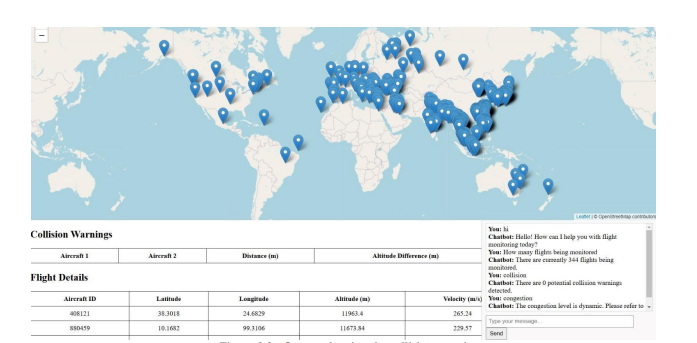 −
Leaflet | © OpenStreetMap contributors
Collision Warnings
Aircraft 1 Aircraft 2 Distance (m) Altitude Difference (m)
Flight Details
Aircraft ID Latitude Longitude Altitude (m) Velocity (m/s)
408121 38.3018 24.6829 11963.4 265.24
880459 10.1682 99.3106 11673.84 229.57
You: hi
Chatbot: Hello! How can I help you with flight
monitoring today?
You: How many flights being monitored
Chatbot: There are currently 344 flights being
monitored.
You: collision
Chatbot: There are 0 potential collision warnings
detected.
You: congestion
Chatbot: The congestion level is dynamic. Please refer to
Type your message...
Send